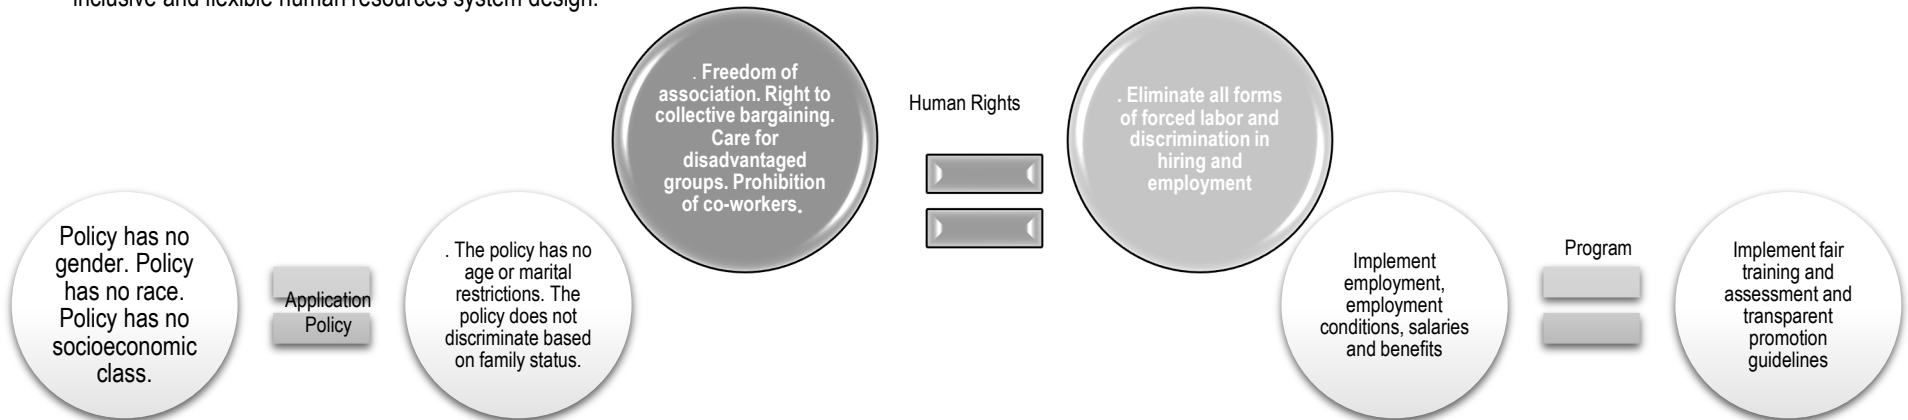 inclusive and flexible human resources system design.
. Freedom of
association. Right to
collective bargaining.
Care for
disadvantaged
groups. Prohibition
of co-workers.
Human Rights
. Eliminate all forms
of forced labor and
discrimination in
hiring and
employment
Policy has no
gender. Policy
has no race.
Policy has no
socioeconomic
class.
Application
Policy
. The policy has no
age or marital
restrictions. The
policy does not
discriminate based
on family status.
Implement
employment,
employment
conditions, salaries
and benefits
Program
Implement fair
training and
assessment and
transparent
promotion
guidelines